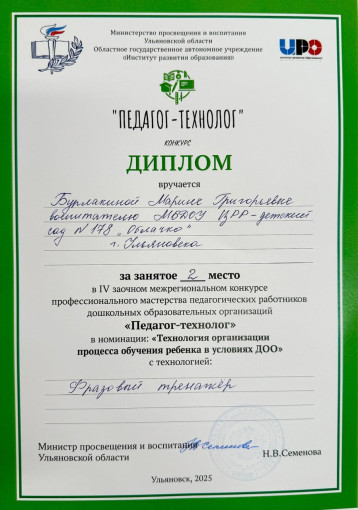 Министерство просвещения и воспитания
Ульяновской области
Областное государственное автономное учреждение
«Институт развития образования»
UPO
"ПЕДАГОГ-ТЕХНОЛОГ"
КОНКУРС
ДИПЛОМ
вручается
Бурлакиной Марине Григорьевне
воспитателю МБДОУ ЦРР-детский
сад №178 „Облачко“
г. Ульяновска
за занятое 2 место
в IV заочном межрегиональном конкурсе
профессионального мастерства педагогических работников
дошкольных образовательных организаций
«Педагог-технолог»
в номинации: «Технология организации
процесса обучения ребенка в условиях ДОО»
с технологией:
Фразовый тренажёр
Министр просвещения и воспитания
Ульяновской области
Н.В.Семенова
Ульяновск, 2025